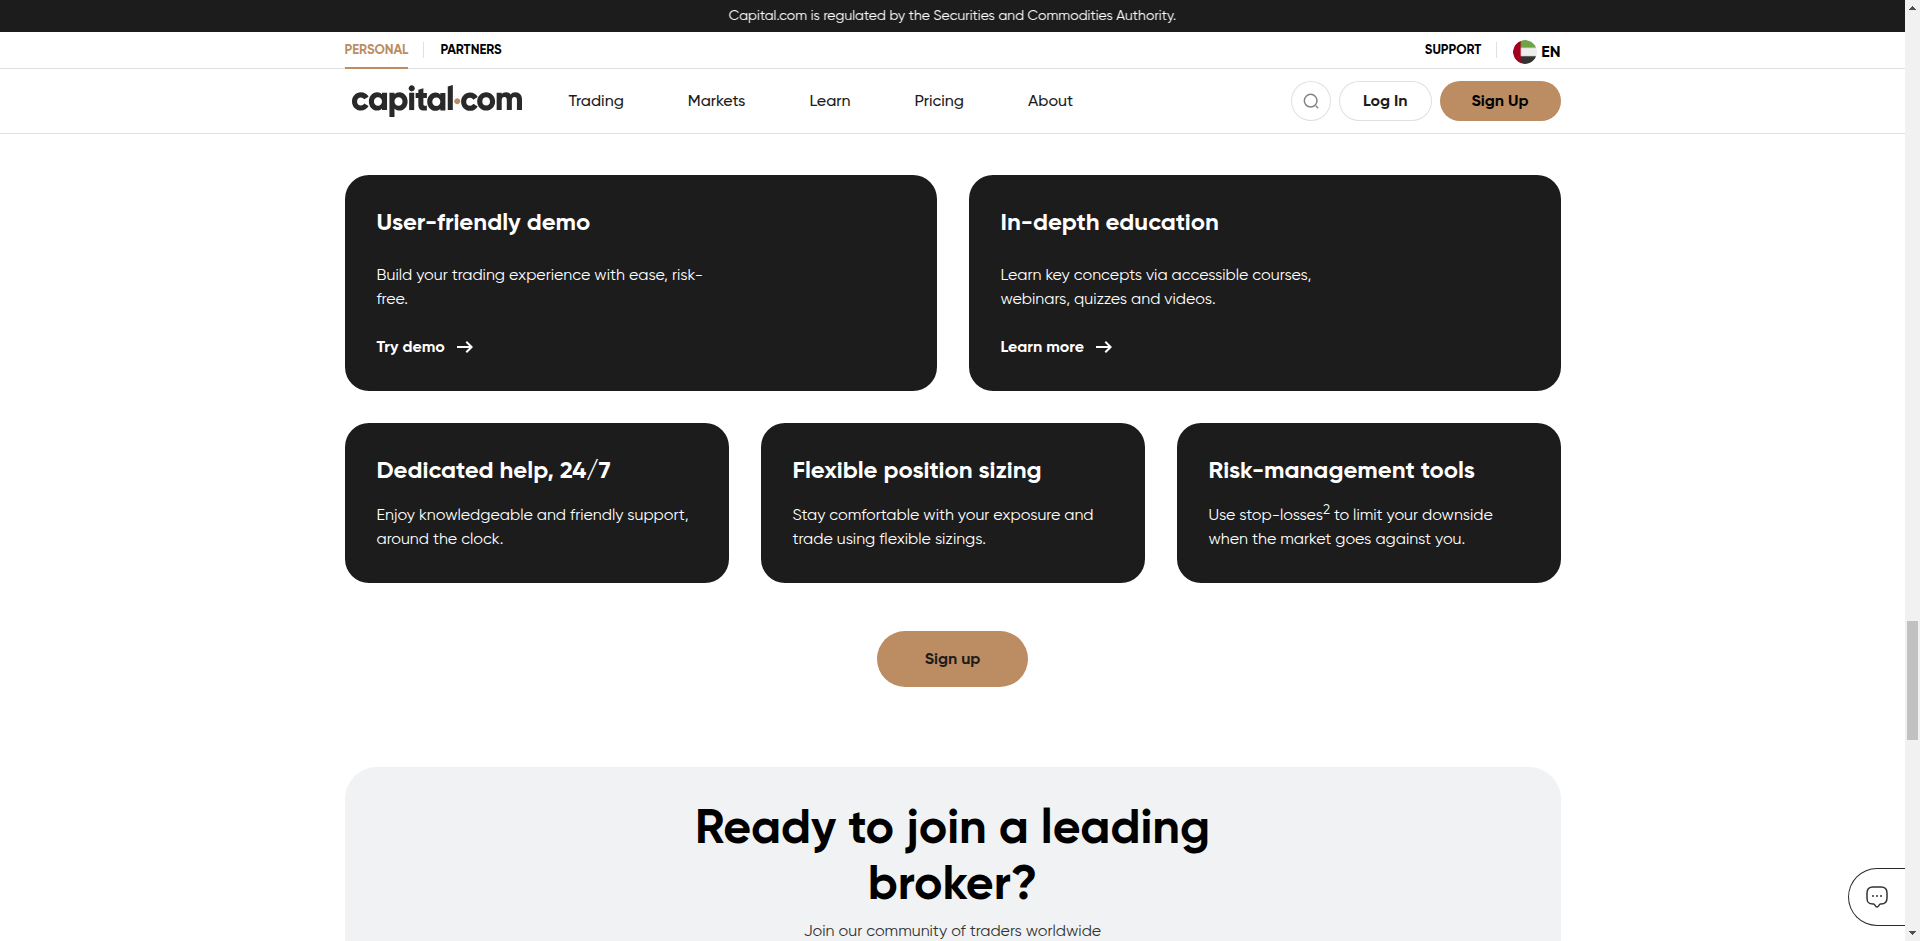 Capital.com is regulated by the Securities and Commodities Authority.
PERSONAL
PARTNERS
SUPPORT
EN
capital.com
Trading
Markets
Learn
Pricing
About
Log In
Sign Up
User-friendly demo
Build your trading experience with ease, risk-
free.
Try demo
In-depth education
Learn key concepts via accessible courses,
webinars, quizzes and videos.
Learn more
Dedicated help, 24/7
Enjoy knowledgeable and friendly support,
around the clock.
Flexible position sizing
Stay comfortable with your exposure and
trade using flexible sizings.
Risk-management tools
Use stop-losses2 to limit your downside
when the market goes against you.
Sign up
Ready to join a leading
broker?
Join our community of traders worldwide